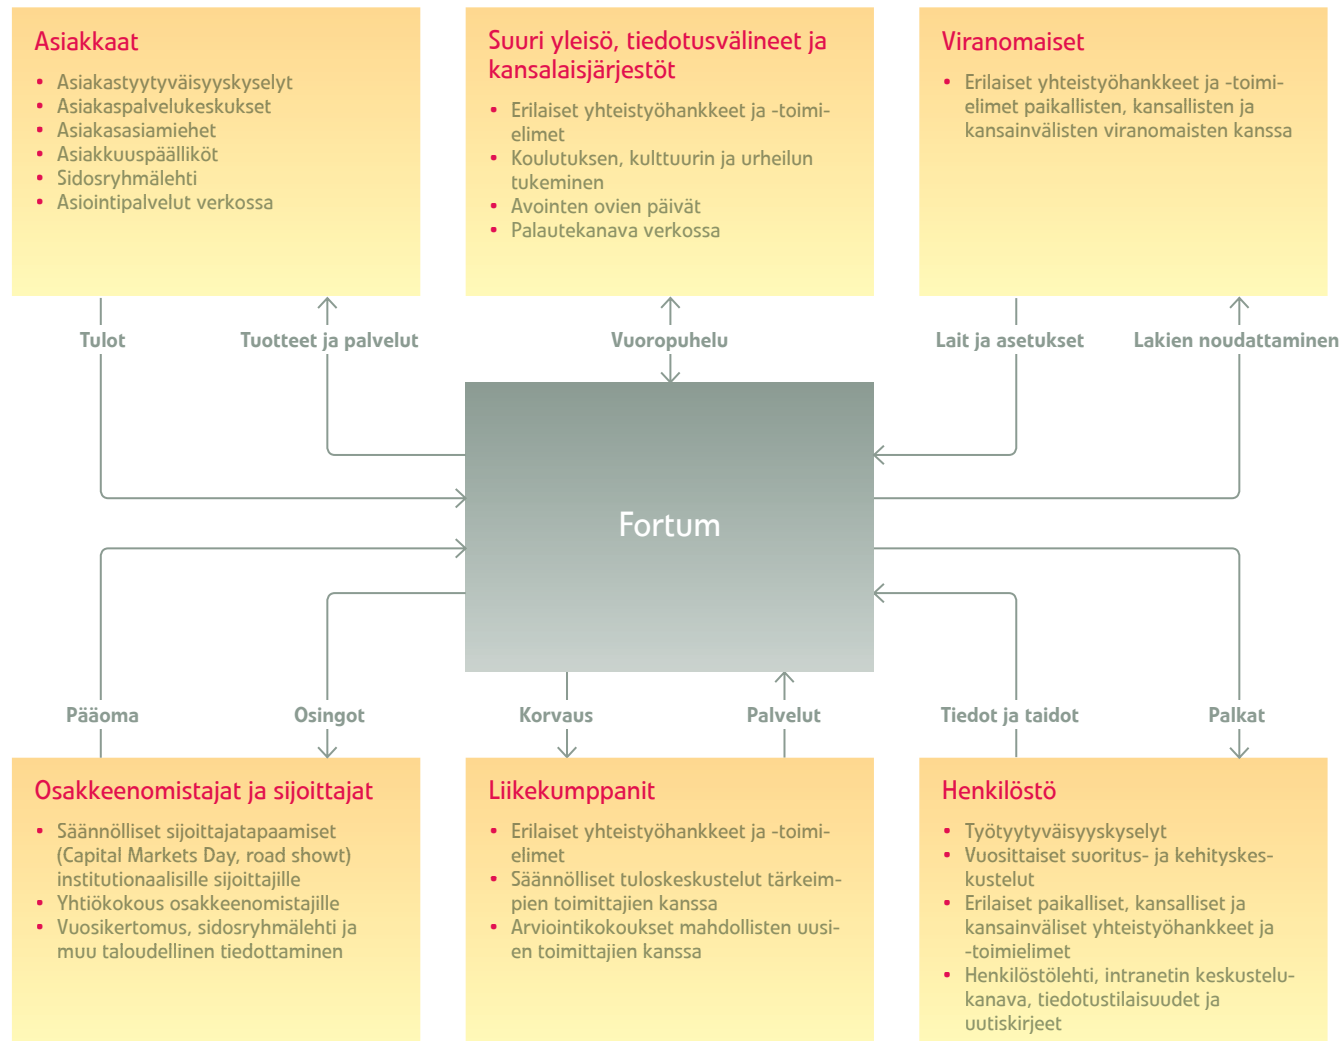 Asiakkaat
• Asiakastyytyväisyyskyselyt
• Asiakaspalvelukeskukset
• Asiakasasiamiehet
• Asiakkuuspäälliköt
• Sidosryhmälehti
• Asiointipalvelut verkossa
Suuri yleisö, tiedotusvälineet ja
kansalaisjärjestöt
• Erilaiset yhteistyöhankkeet ja -toimi-
elimet
• Koulutuksen, kulttuurin ja urheilun
tukeminen
• Avointen ovien päivät
• Palautekanava verkossa
Viranomaiset
• Erilaiset yhteistyöhankkeet ja -toimi-
elimet paikallisten, kansallisten ja
kansainvälisten viranomaisten kanssa
Tulot
Tuotteet ja palvelut
Vuoropuhelu
Lait ja asetukset
Lakien noudattaminen
Fortum
Pääoma
Osingot
Korvaus
Palvelut
Tiedot ja taidot
Palkat
Osakkeenomistajat ja sijoittajat
• Säännölliset sijoittajatapaamiset
(Capital Markets Day, road showt)
institutionaalisille sijoittajille
• Yhtiökokous osakkeenomistajille
• Vuosikertomus, sidosryhmälehti ja
muu taloudellinen tiedottaminen
Liikekumppanit
• Erilaiset yhteistyöhankkeet ja -toimi-
elimet
• Säännölliset tuloskeskustelut tärkeim-
pien toimittajien kanssa
• Arviointikokoukset mahdollisten uusi-
en toimittajien kanssa
Henkilöstö
• Työtyytyväisyyskyselyt
• Vuosittaiset suoritus- ja kehityskes-
kustelut
• Erilaiset paikalliset, kansalliset ja
kansainväliset yhteistyöhankkeet ja
-toimielimet
• Henkilöstölehti, intranetin keskustelu-
kanava, tiedotustilaisuudet ja
uutiskirjeet